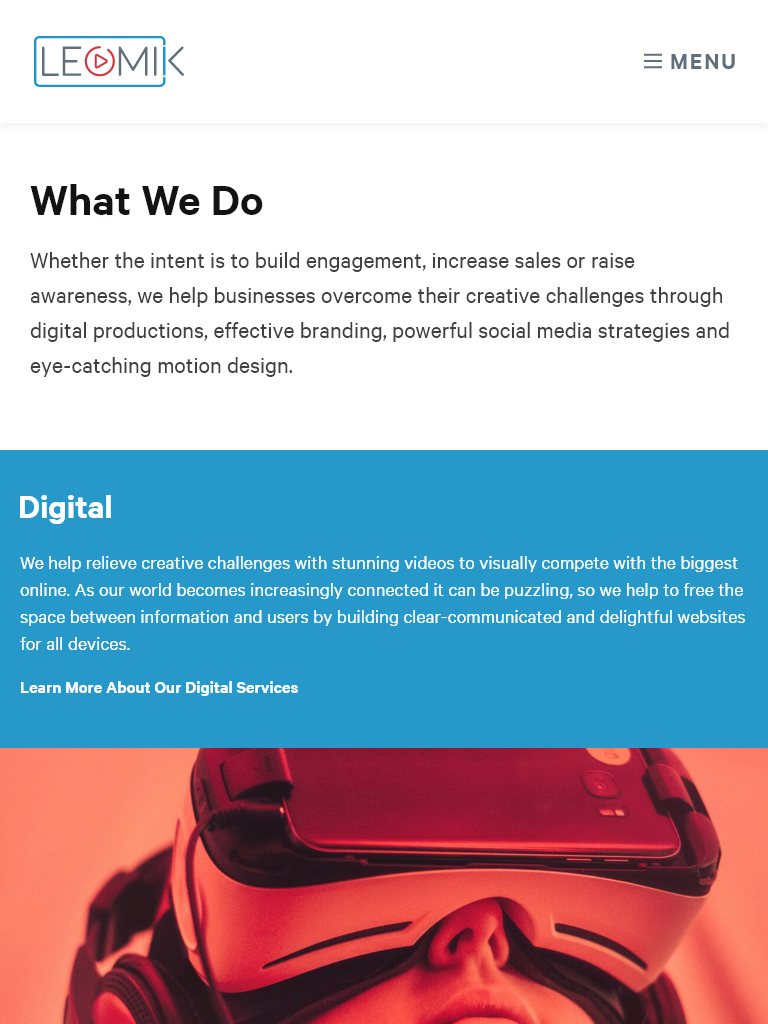 LEOMIK
MENU
What We Do
Whether the intent is to build engagement, increase sales or raise
awareness, we help businesses overcome their creative challenges through
digital productions, effective branding, powerful social media strategies and
eye-catching motion design.
Digital
We help relieve creative challenges with stunning videos to visually compete with the biggest
online. As our world becomes increasingly connected it can be puzzling, so we help to free the
space between information and users by building clear-communicated and delightful websites
for all devices.
Learn More About Our Digital Services